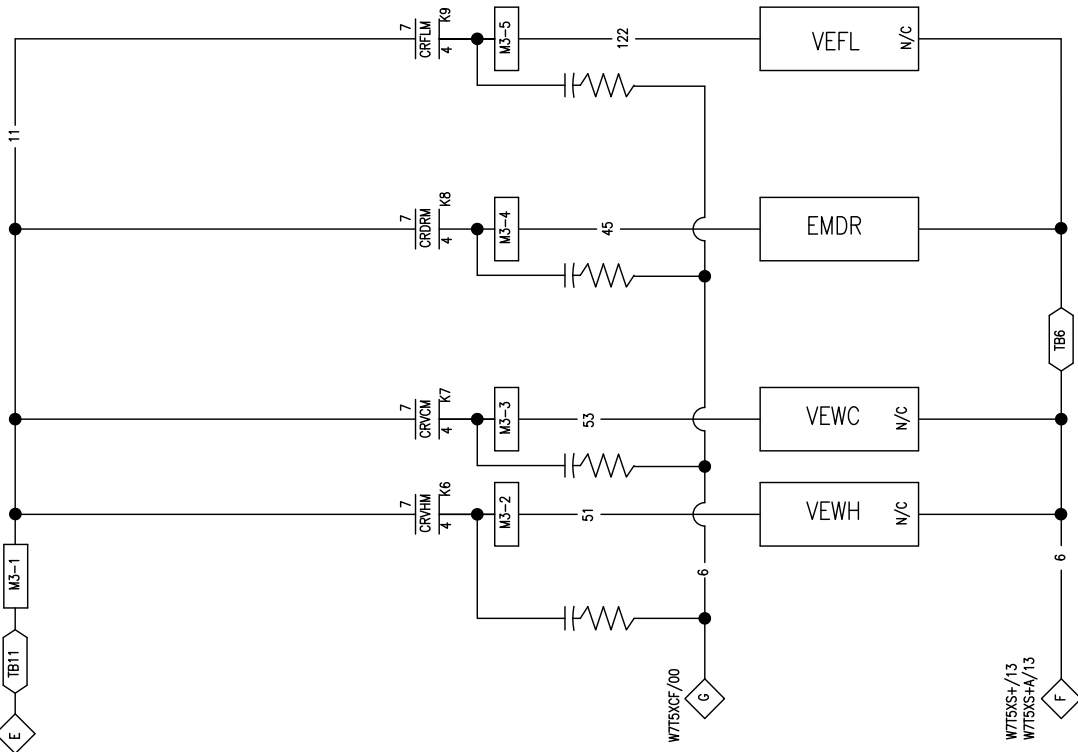 11
7
CRFLM
4
K9
M3-5
122
VEFL
N/C
7
CRDRM
4
K8
M3-4
45
EMDR
7
CRVCM
4
K7
M3-3
53
VEWC
N/C
TB6
7
CRVHM
4
K6
M3-2
51
VEWH
N/C
E
TB11
M3-1
6
W7T5XCF/00
G
6
W7T5XS+/13
W7T5XS+A/13
F